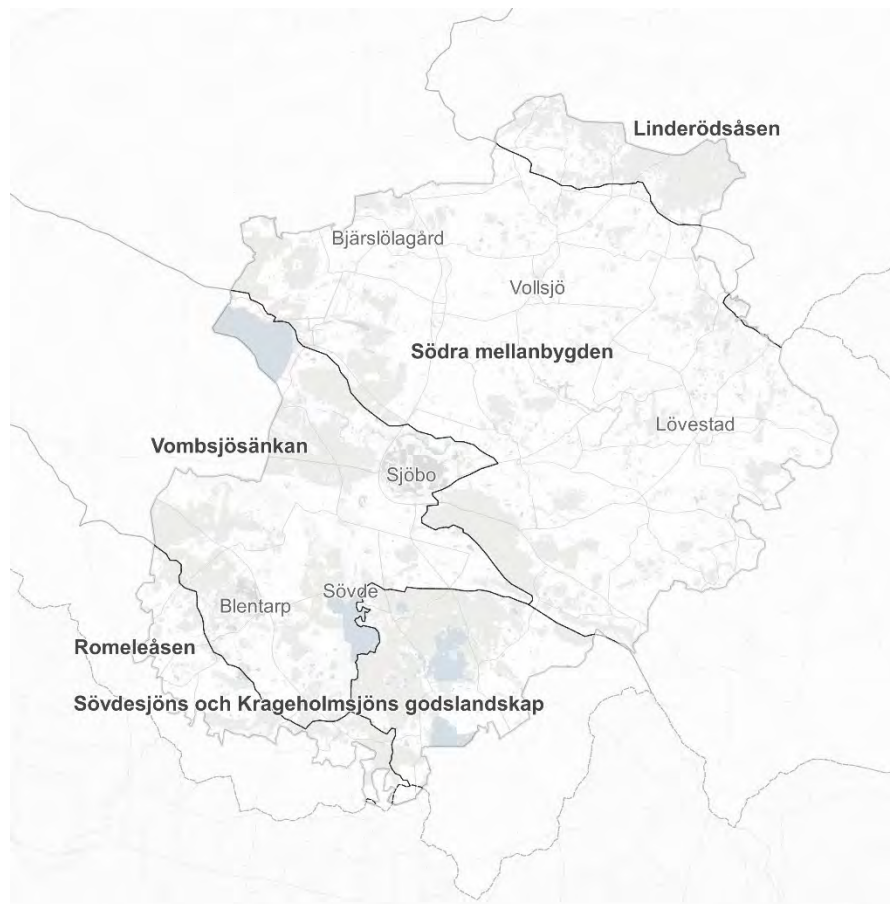 Linderödsåsen
Bjärslölagård
Vollsjö
Södra mellanbygden
Lövestad
Vombsjösänkan
Sjöbo
Sövde
Blentarp
Romeleåsen
Sövdesjöns och Krageholmsjöns godslandskap